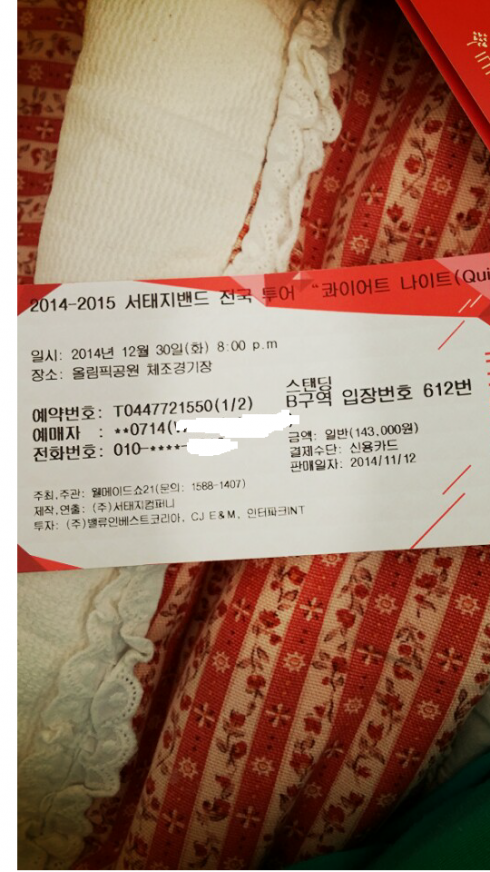 2014-2015 서태지밴드 전국 투어 "콰이어트 나이트(Qui
일시: 2014년 12월 30일(화) 8:00 p.m
장소: 올림픽공원 체조경기장
스탠딩
B구역 입장번호 612번
예약번호: T0447721550(1/2)
예매자 : **0714(
전화번호: 010-****-
금액: 일반(143,000원)
결제수단: 신용카드
판매일자: 2014/11/12
주최,주관: 웰메이드쇼21(문의: 1588-1407)
제작,연출: (주)서태지컴퍼니
투자: (주)밸류인베스트코리아, CJ E&M, 인터파크INT